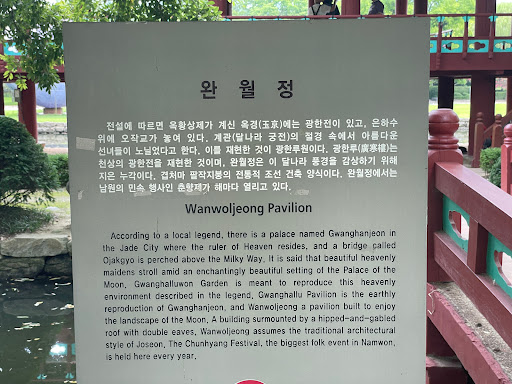 완월정
전설에 따르면 옥황상제가 계신 옥경(玉京)에는 광한전이 있고, 은하수
위에 오작교가 놓여 있다. 계관(달나라 궁전)의 절경 속에서 아름다운
선녀들이 노닐었다고 한다. 이를 재현한 것이 광한루원이다. 광한루(廣寒樓)는
천상의 광한전을 재현한 것이며, 완월정은 이 달나라 풍경을 감상하기 위해
지은 누각이다. 겹처마 팔작지붕의 전통적 조선 건축 양식이다. 완월정에서는
남원의 민속 행사인 춘향제가 해마다 열리고 있다.
Wanwoljeong Pavilion
According to a local legend, there is a palace named Gwanghanjeon in
the Jade City where the ruler of Heaven resides, and a bridge called
Ojakgyo is perched above the Milky Way. It is said that beautiful heavenly
maidens stroll amid an enchantingly beautiful setting of the Palace of the
Moon. Gwanghalluwon Garden is meant to reproduce this heavenly
environment described in the legend. Gwanghallu Pavilion is the earthly
reproduction of Gwanghanjeon, and Wanwoljeong a pavilion built to enjoy
the landscape of the Moon. A building surmounted by a hipped-and-gabled
roof with double eaves, Wanwoljeong assumes the traditional architectural
style of Joseon. The Chunhyang Festival, the biggest folk event in Namwon,
is held here every year.